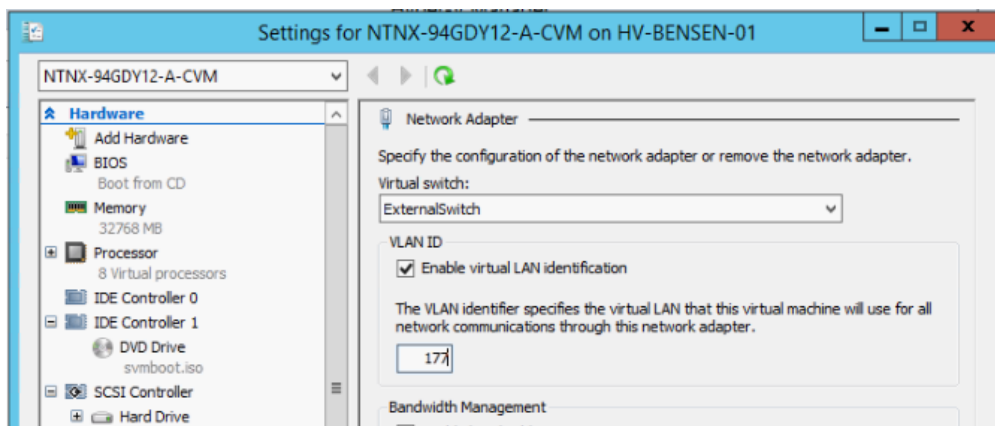 Settings for NTNX-94GDY12-A-CVM on HV-BENSEN-01
NTNX-94GDY12-A-CVM
Hardware
Add Hardware
BIOS
Boot from CD
Memory
32768 MB
Processor
8 Virtual processors
IDE Controller 0
IDE Controller 1
DVD Drive
svmboot.iso
SCSI Controller
Hard Drive
Network Adapter
Specify the configuration of the network adapter or remove the network adapter.
Virtual switch:
ExternalSwitch
VLAN ID
Enable virtual LAN identification
The VLAN identifier specifies the virtual LAN that this virtual machine will use for all
network communications through this network adapter.
177
Bandwidth Management